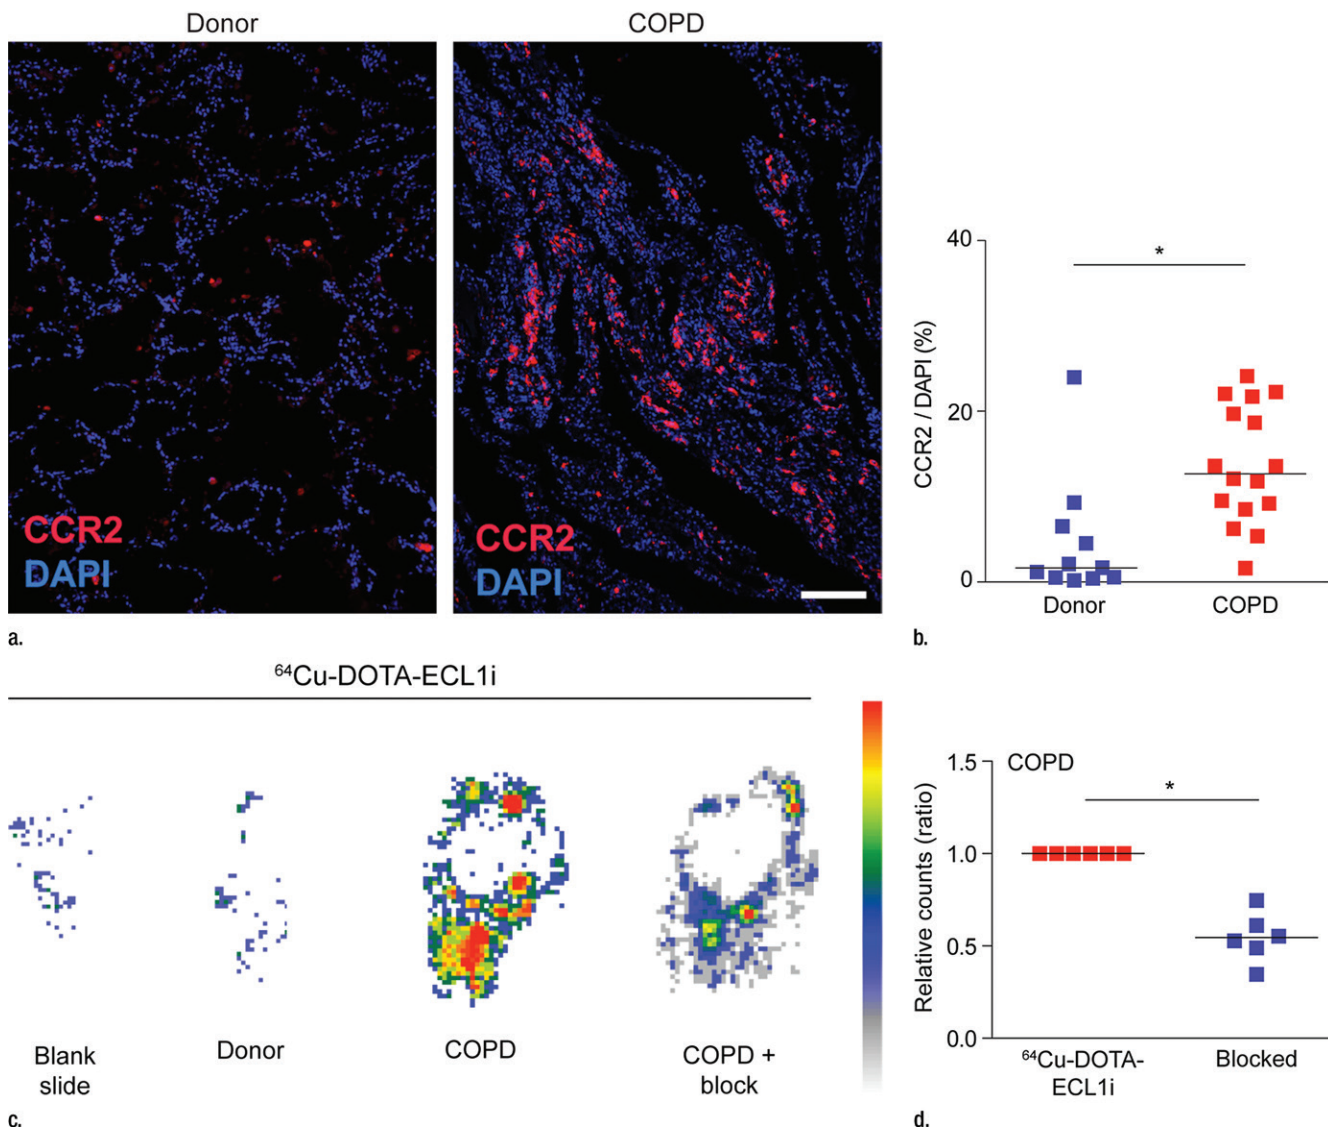 Donor
COPD
CCR2
DAPI
CCR2
DAPI
a.
40
20
0
CCR2 / DAPI (%)
*
Donor
COPD
b.
⁶⁴Cu-DOTA-ECL1i
Blank
slide
Donor
COPD
COPD +
block
c.
1.5
1.0
0.5
0.0
Relative counts (ratio)
COPD
*
⁶⁴Cu-DOTA-
ECL1i
Blocked
d.